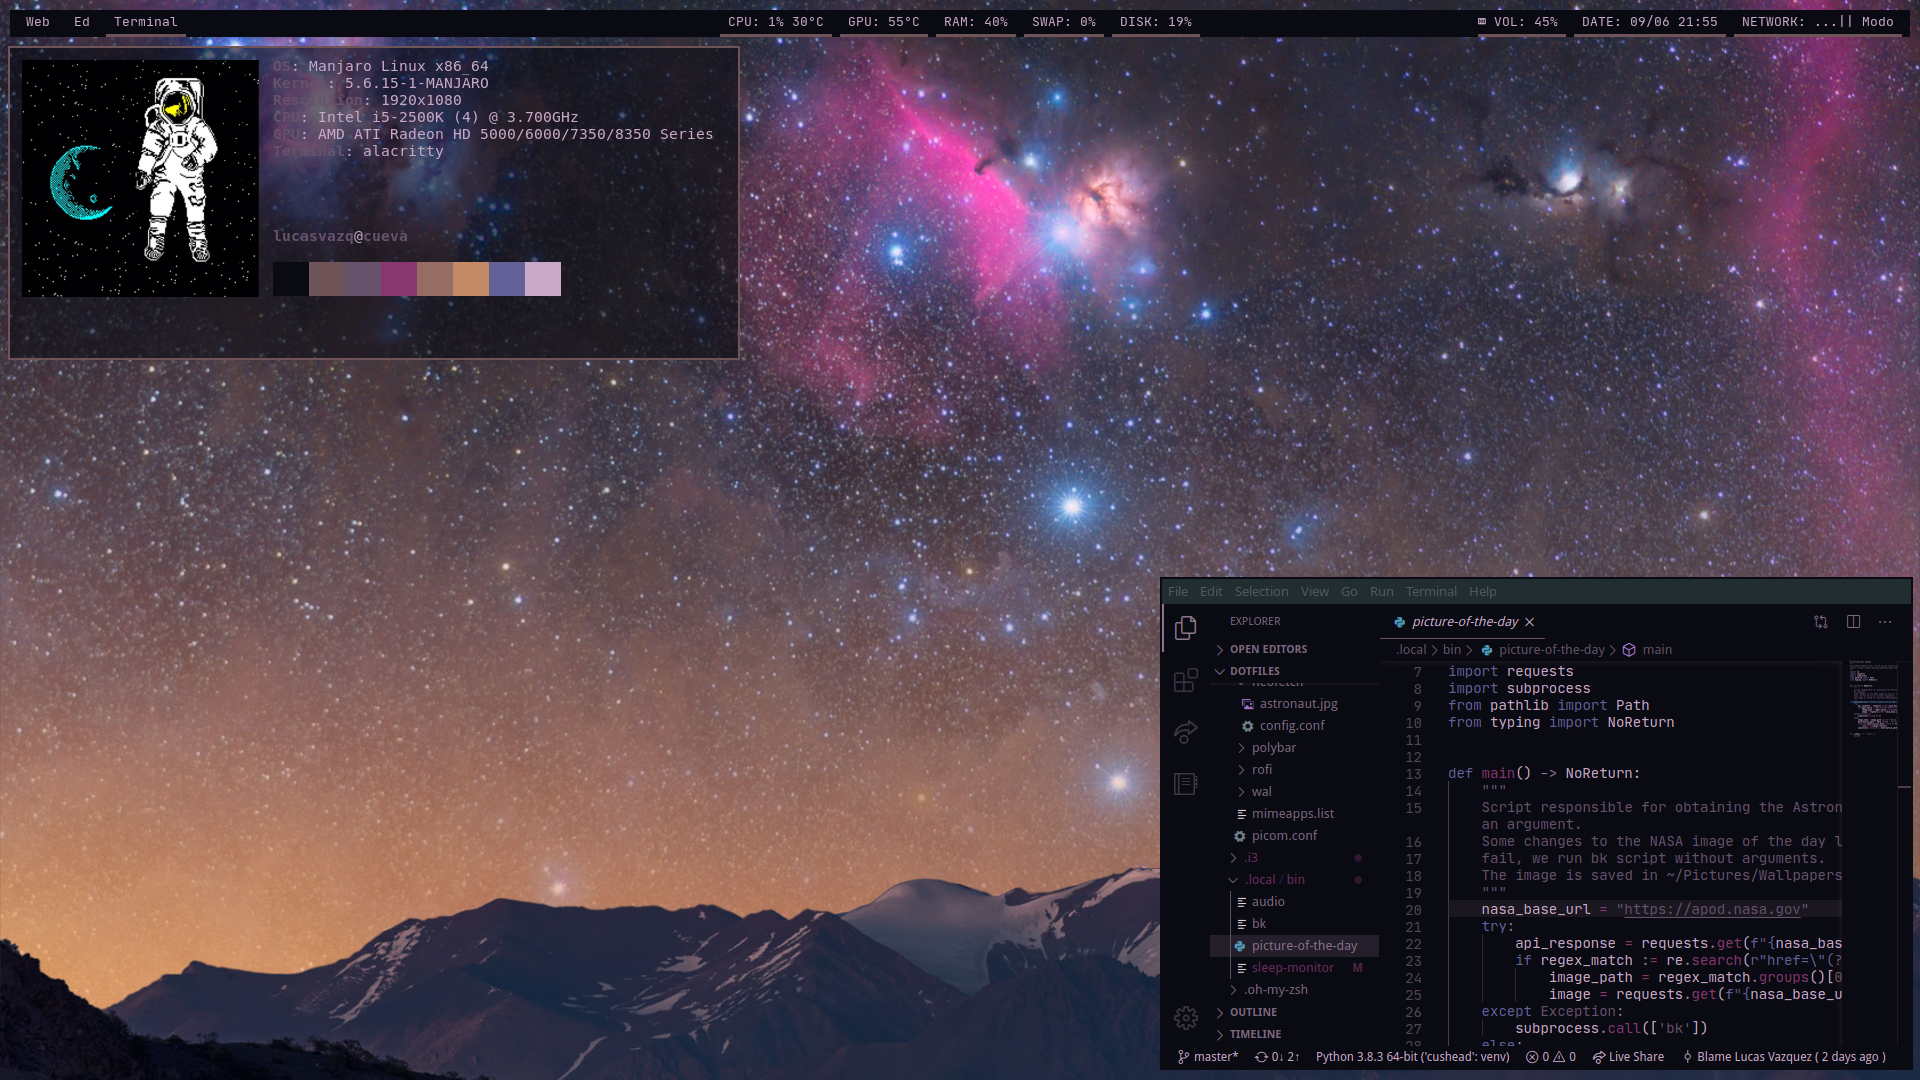 Web Ed Terminal
CPU: 1% 30°C GPU: 55°C RAM: 40% SWAP: 0% DISK: 19%
VOL: 45% DATE: 09/06 21:55 NETWORK: ...|| Modo
OS: Manjaro Linux x86_64
Kernel: 5.6.15-1-MANJARO
Resolution: 1920x1080
CPU: Intel i5-2500K (4) @ 3.700GHz
GPU: AMD ATI Radeon HD 5000/6000/7350/8350 Series
Terminal: alacritty
lucasvazq@cueva
File Edit Selection View Go Run Terminal Help
EXPLORER
OPEN EDITORS
DOTFILES
neofetch
astronaut.jpg
config.conf
polybar
rofi
wal
mimeapps.list
picom.conf
.i3
.local / bin
audio
bk
picture-of-the-day
sleep-monitor M
.oh-my-zsh
OUTLINE
TIMELINE
picture-of-the-day
.local > bin > picture-of-the-day > main
7 import requests
8 import subprocess
9 from pathlib import Path
10 from typing import NoReturn
11
12
13 def main() -> NoReturn:
14 """
15 Script responsible for obtaining the Astron
an argument.
16 Some changes to the NASA image of the day l
17 fail, we run bk script without arguments.
18 The image is saved in ~/Pictures/Wallpapers
19 """
20 nasa_base_url = "https://apod.nasa.gov"
21 try:
22 api_response = requests.get(f"{nasa_bas
23 if regex_match := re.search(r"href=\"(?
24 image_path = regex_match.groups()[0
25 image = requests.get(f"{nasa_base_u
26 except Exception:
27 subprocess.call(['bk'])
28 else:
master* 0↓ 2↑ Python 3.8.3 64-bit ('cushead': venv) 0 0 Live Share Blame Lucas Vazquez ( 2 days ago )